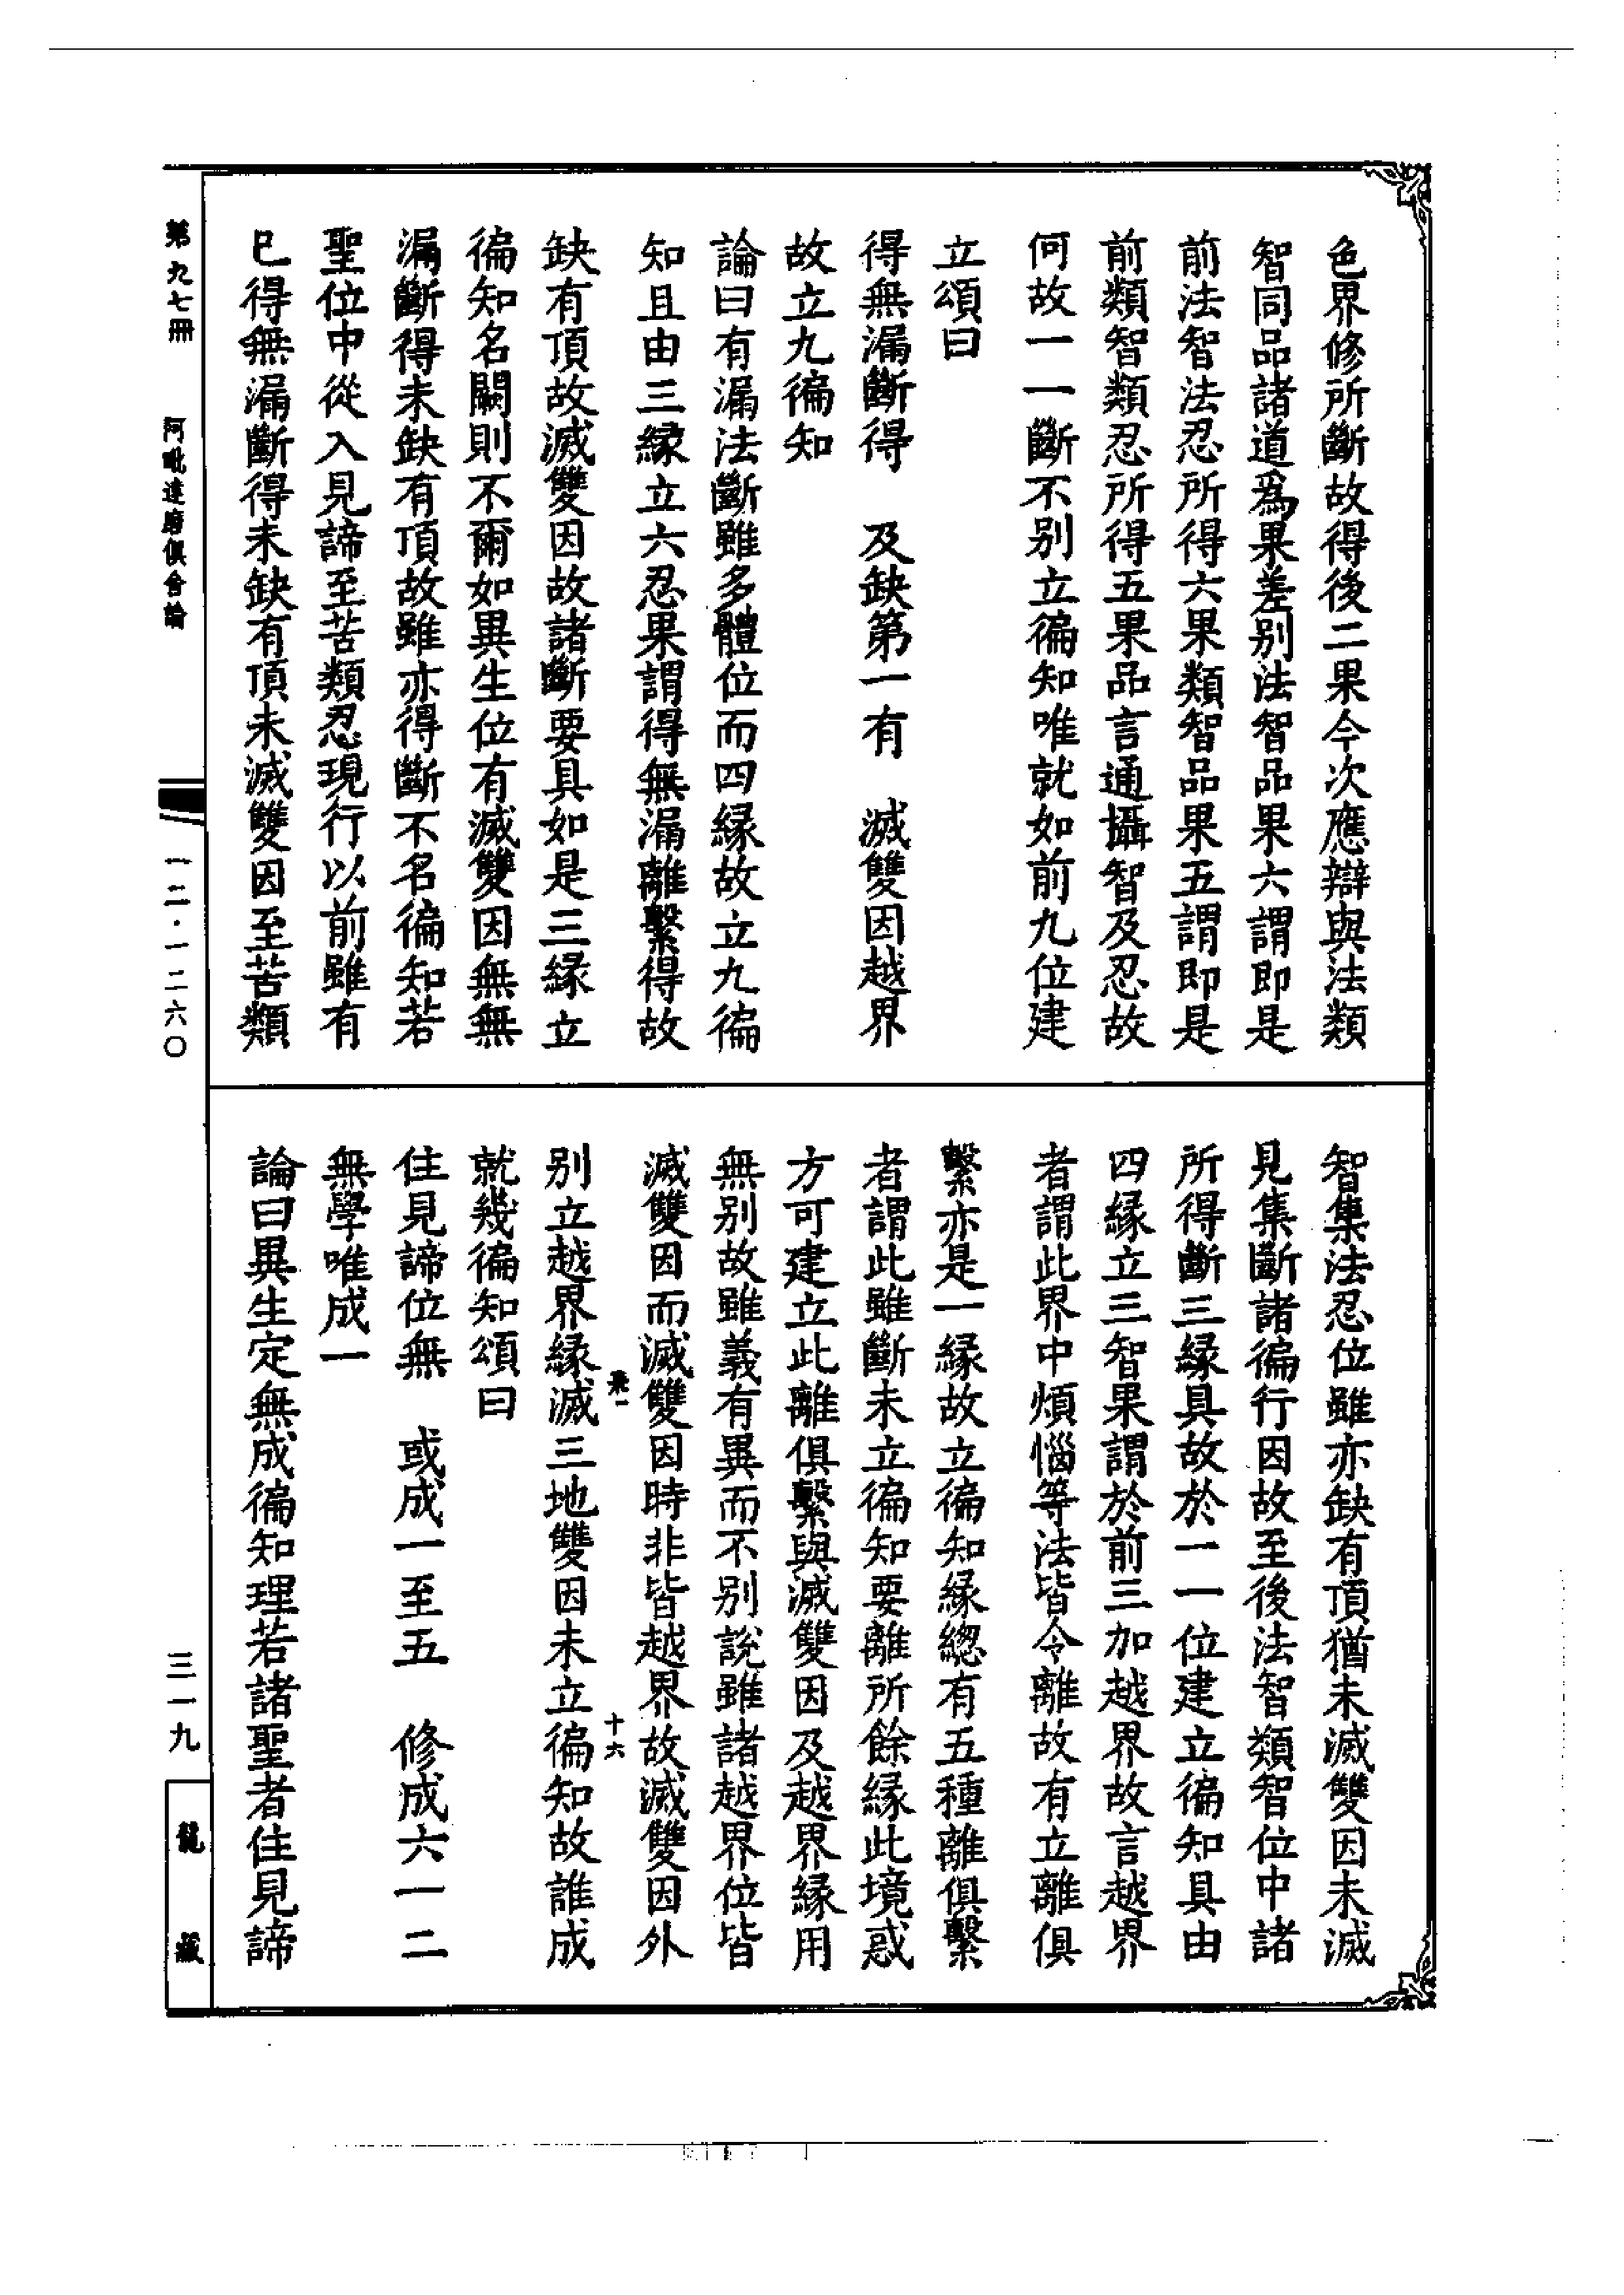 色界修所斷故得後二果今次應辯與法類
智同品諸道爲果差别法智品果六謂即是
前法智法忍所得六果類智品果五謂即是
前類智類忍所得五果品言通攝智及忍故
何故一一斷不别立徧知唯就如前九位建
立頌曰
得無漏斷得　及缺第一有　滅雙因越界
故立九徧知
論曰有漏法斷雖多體位而四緣故立九徧
知且由三緣立六忍果謂得無漏離繫得故
缺有頂故滅雙因故諸斷要具如是三緣立
徧知名闕則不爾如異生位有滅雙因無無
漏斷得未缺有頂故雖亦得斷不名徧知若
聖位中從入見諦至苦類忍現行以前雖有
已得無漏斷得未缺有頂未滅雙因至苦類
智集法忍位雖亦缺有頂猶未滅雙因未滅
見集斷諸徧行因故至後法智類智位中諸
所得斷三緣具故於一一位建立徧知具由
四緣立三智果謂於前三加越界故言越界
者謂此界中煩惱等法皆令離故有立離俱
繫亦是一緣故立徧知緣總有五種離俱繫
者謂此雖斷未立徧知要離所餘緣此境惑
方可建立此離俱繫與滅雙因及越界緣用
無别故雖義有異而不别說雖諸越界位皆
滅雙因而滅雙因時非皆越界故滅雙因外
十六
别立越界緣滅三地雙因未立徧知故誰成
就幾徧知頌曰
住見諦位無　或成一至五　修成六一二
無學唯成一
論曰異生定無成徧知理若諸聖者住見諦
第九七冊　阿毗達磨俱舍論　一二·一二六〇　三一九　龍藏